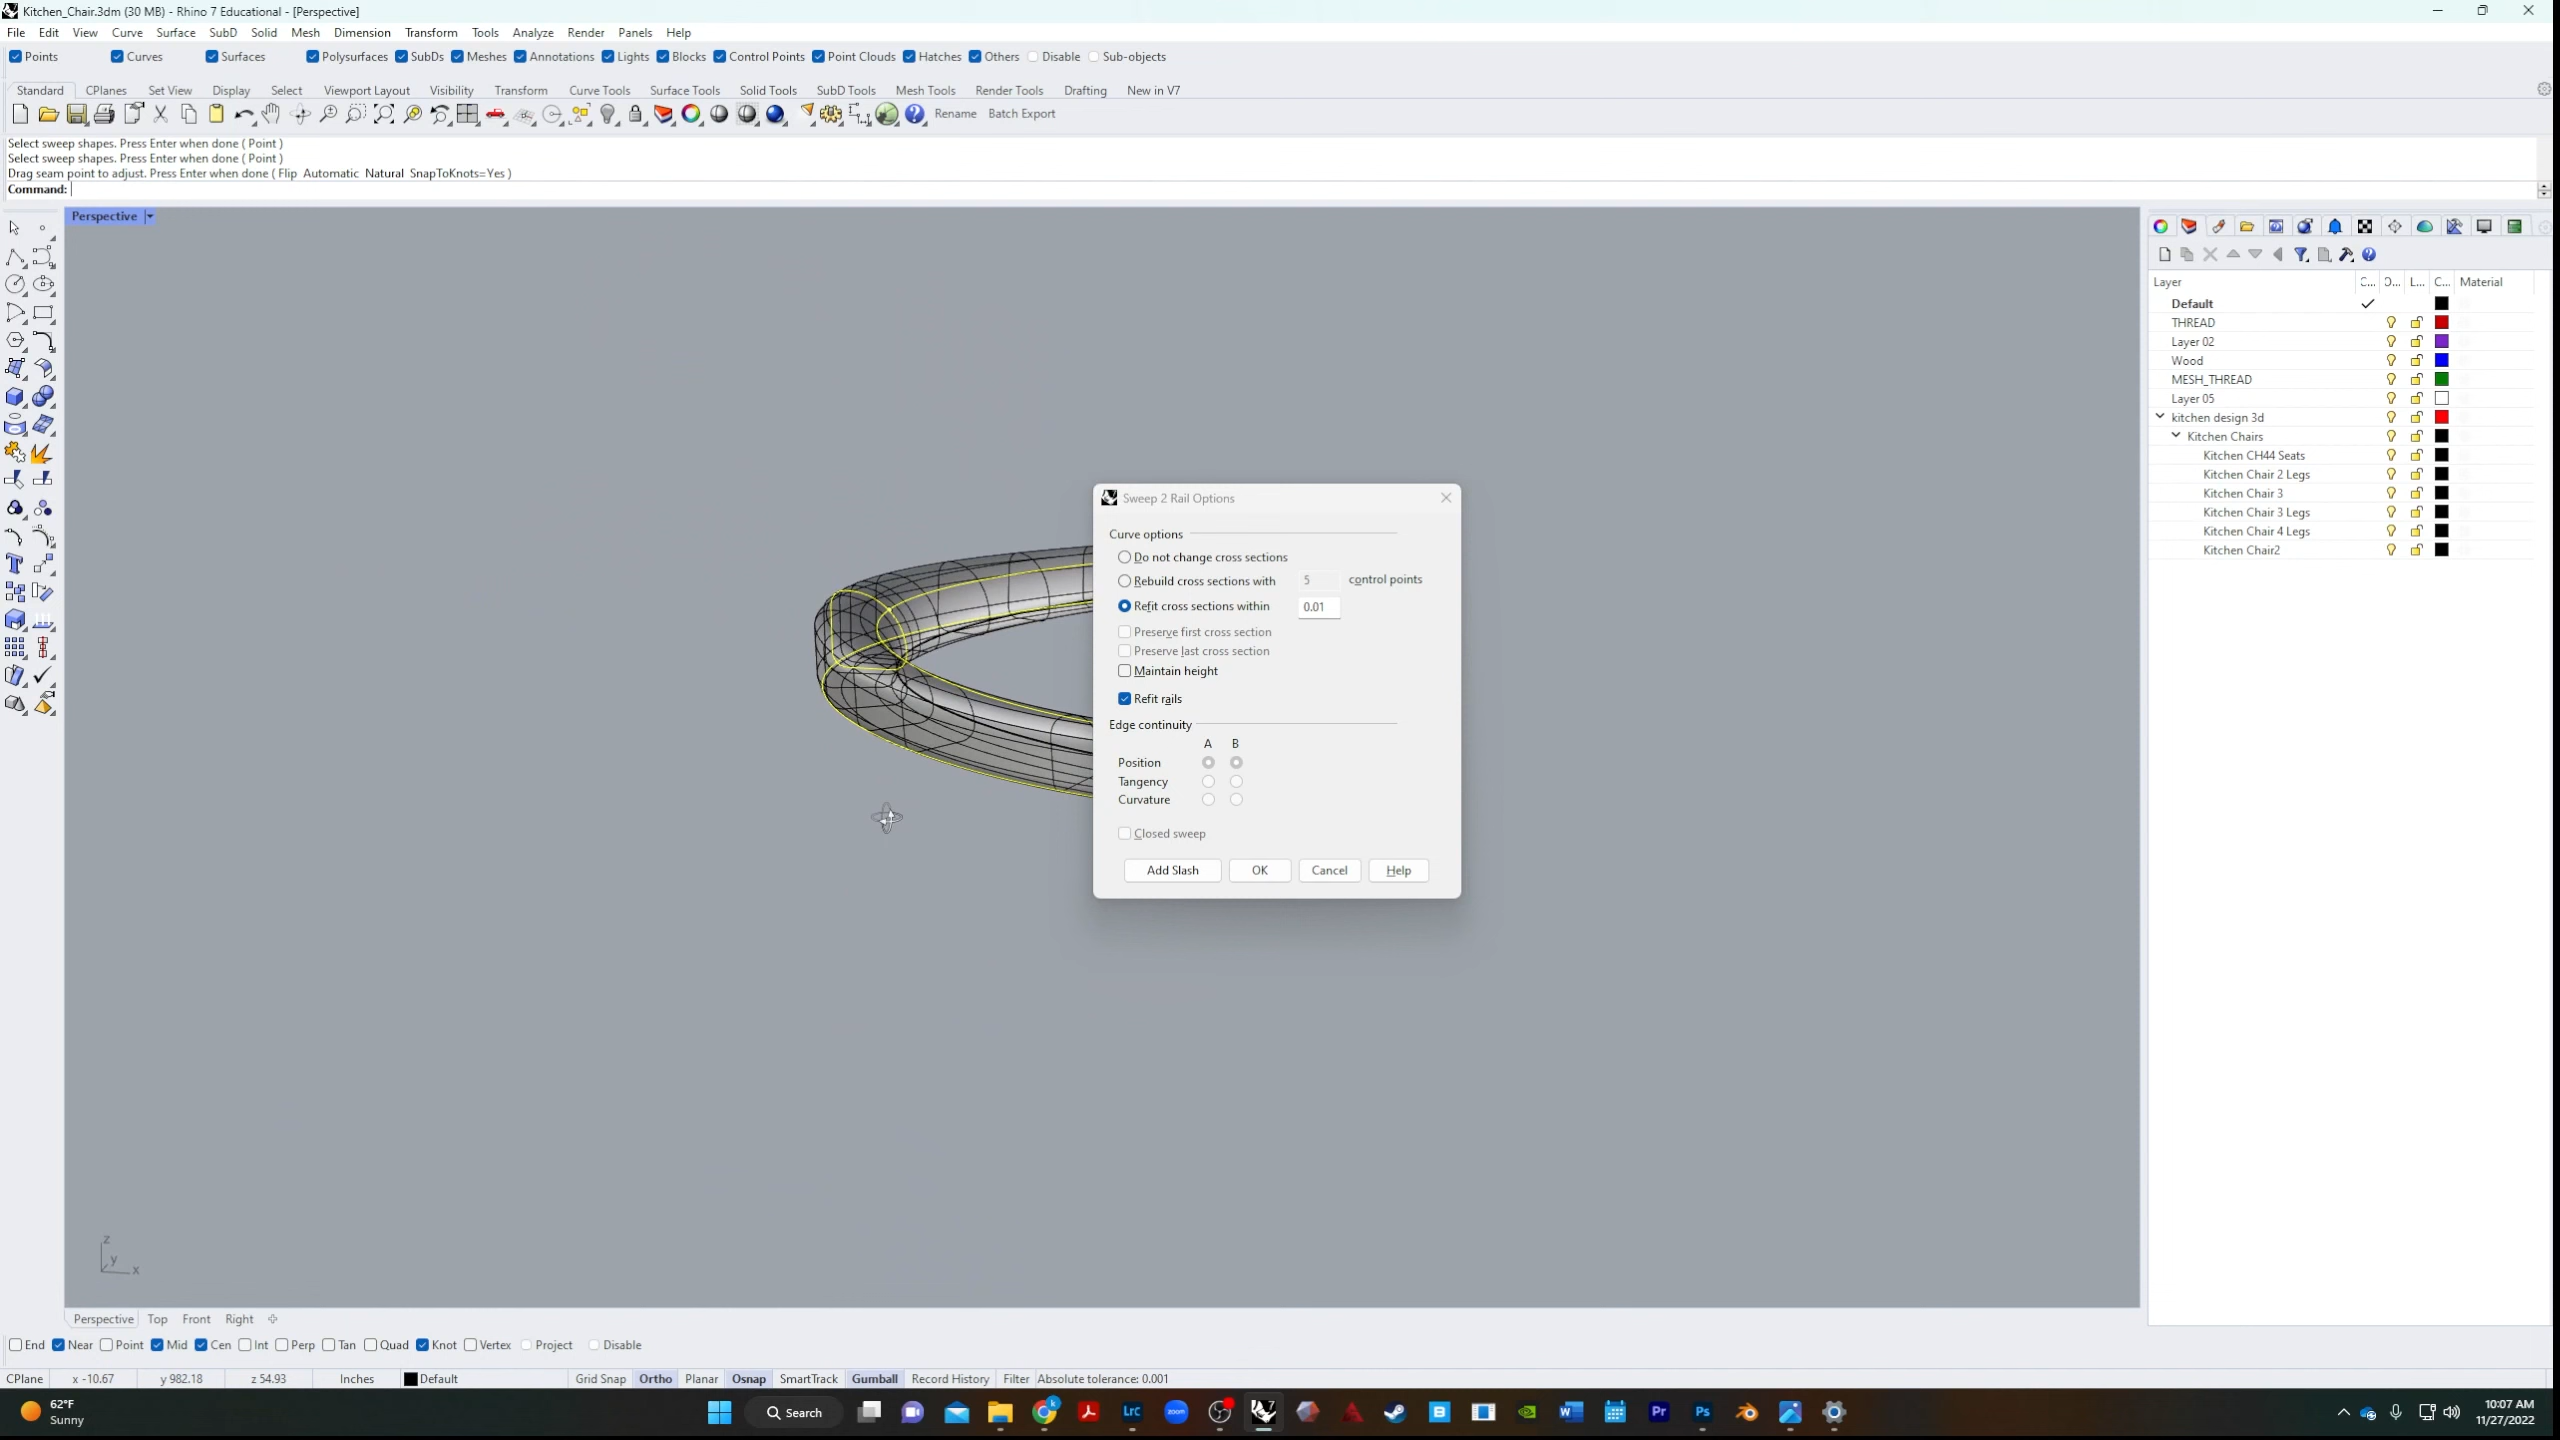 Kitchen_Chair.3dm (30 MB) - Rhino 7 Educational - [Perspective]
File Edit View Curve Surface SubD Solid Mesh Dimension Transform Tools Analyze Render Panels Help
Points Curves Surfaces Polysurfaces SubDs Meshes Annotations Lights Blocks Control Points Point Clouds Hatches Others Disable Sub-objects
Standard CPlanes Set View Display Select Viewport Layout Visibility Transform Curve Tools Surface Tools Solid Tools SubD Tools Mesh Tools Render Tools Drafting New in V7
Rename Batch Export
Select sweep shapes. Press Enter when done ( Point )
Select sweep shapes. Press Enter when done ( Point )
Drag seam point to adjust. Press Enter when done ( Flip Automatic Natural SnapToKnots=Yes )
Command:
Perspective
Layer C... O... L... C... Material
Default
THREAD
Layer 02
Wood
MESH_THREAD
Layer 05
kitchen design 3d
Kitchen Chairs
Kitchen CH44 Seats
Kitchen Chair 2 Legs
Kitchen Chair 3
Kitchen Chair 3 Legs
Kitchen Chair 4 Legs
Kitchen Chair2
Sweep 2 Rail Options
Curve options
Do not change cross sections
Rebuild cross sections with 5 control points
Refit cross sections within 0.01
Preserve first cross section
Preserve last cross section
Maintain height
Refit rails
Edge continuity
A B
Position
Tangency
Curvature
Closed sweep
Add Slash OK Cancel Help
z
y
x
Perspective Top Front Right
End Near Point Mid Cen Int Perp Tan Quad Knot Vertex Project Disable
CPlane x -10.67 y 982.18 z 54.93 Inches Default Grid Snap Ortho Planar Osnap SmartTrack Gumball Record History Filter Absolute tolerance: 0.001
62°F
Sunny
Search
Lrc
zoom
7
B
W
Pr
Ps
10:07 AM
11/27/2022